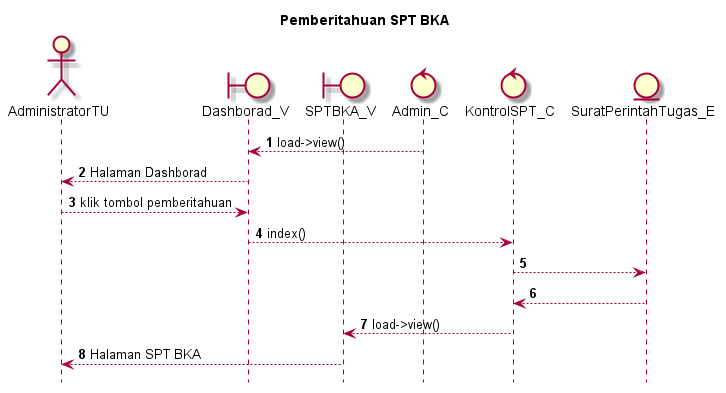 Pemberitahuan SPT BKA
AdministratorTU
Dashborad_V
SPTBKA_V
Admin_C
KontrolSPT_C
SuratPerintahTugas_E
1 load->view()
2 Halaman Dashborad
3 klik tombol pemberitahuan
4 index()
5
6
7 load->view()
8 Halaman SPT BKA